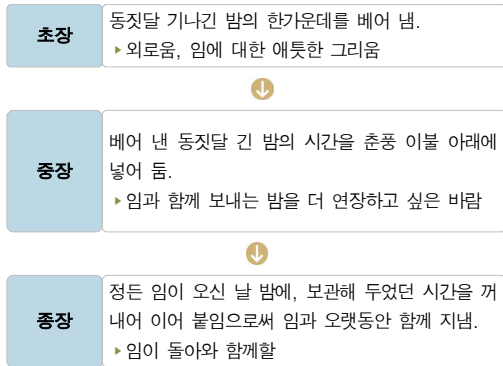 초장
동짓달 기나긴 밤의 한가운데를 베어 냄.
▸외로움, 임에 대한 애틋한 그리움
중장
베어 낸 동짓달 긴 밤의 시간을 춘풍 이불 아래에
넣어 둠.
▸임과 함께 보내는 밤을 더 연장하고 싶은 바람
종장
정든 임이 오신 날 밤에, 보관해 두었던 시간을 꺼
내어 이어 붙임으로써 임과 오랫동안 함께 지냄.
▸임이 돌아와 함께할